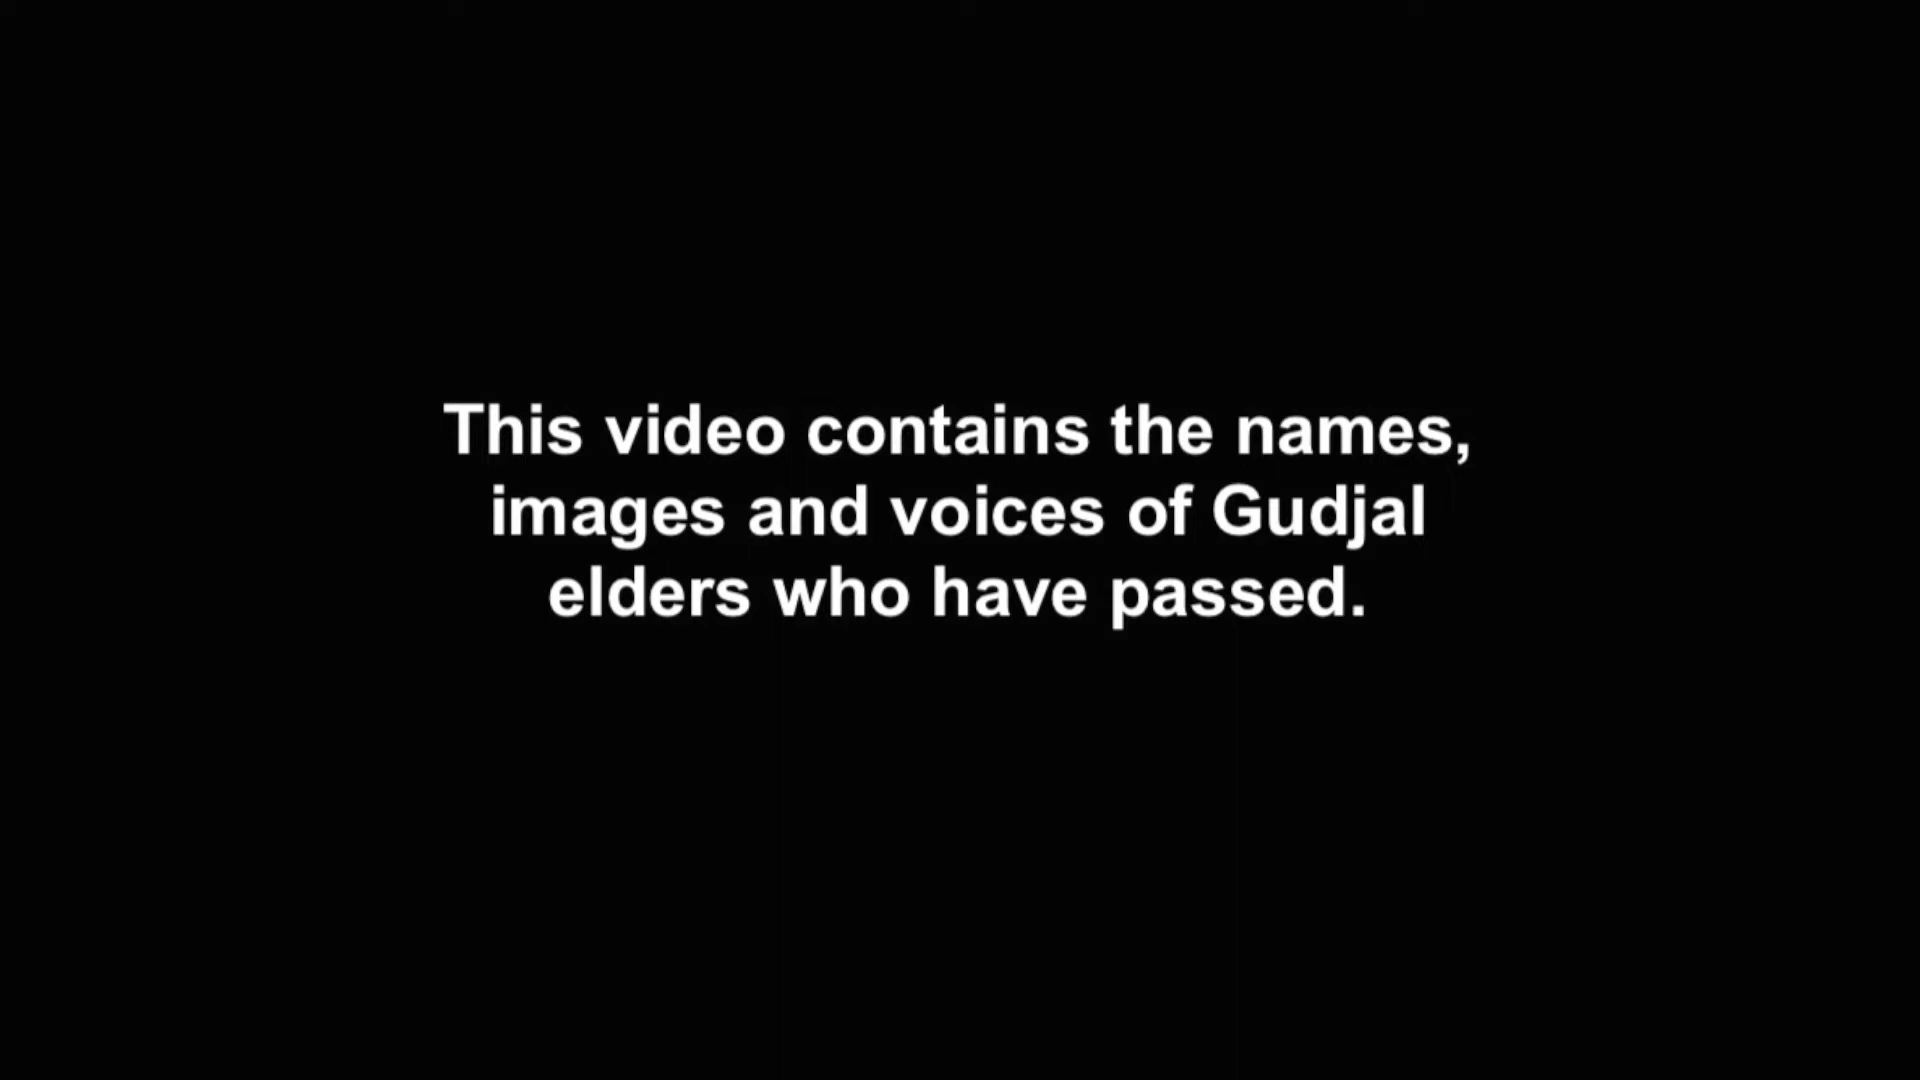 This video contains the names,
images and voices of Gudjal
elders who have passed.